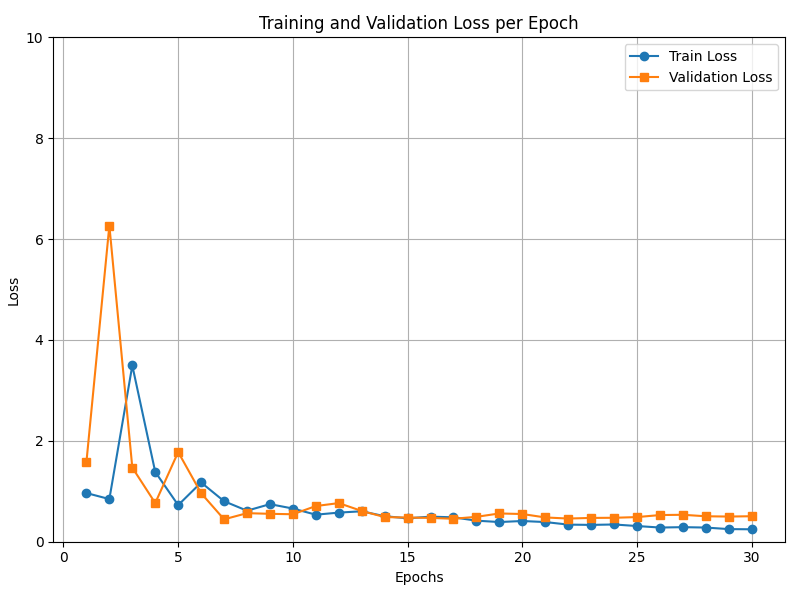 Training and Validation Loss per Epoch
Train Loss
Validation Loss
Loss
10
8
6
4
2
0
0 5 10 15 20 25 30
Epochs